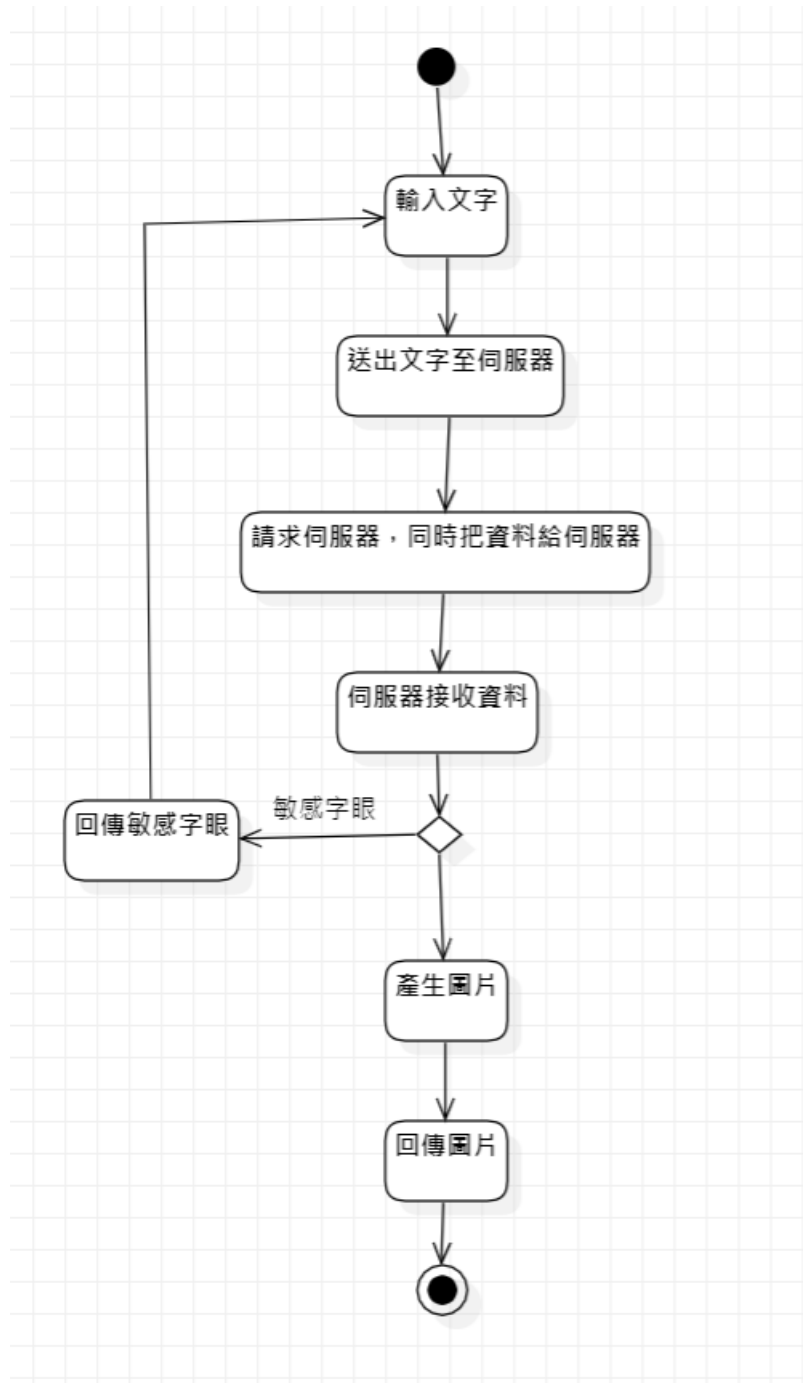 輸入文字
送出文字至伺服器
請求伺服器，同時把資料給伺服器
伺服器接收資料
敏感字眼
回傳敏感字眼
產生圖片
回傳圖片